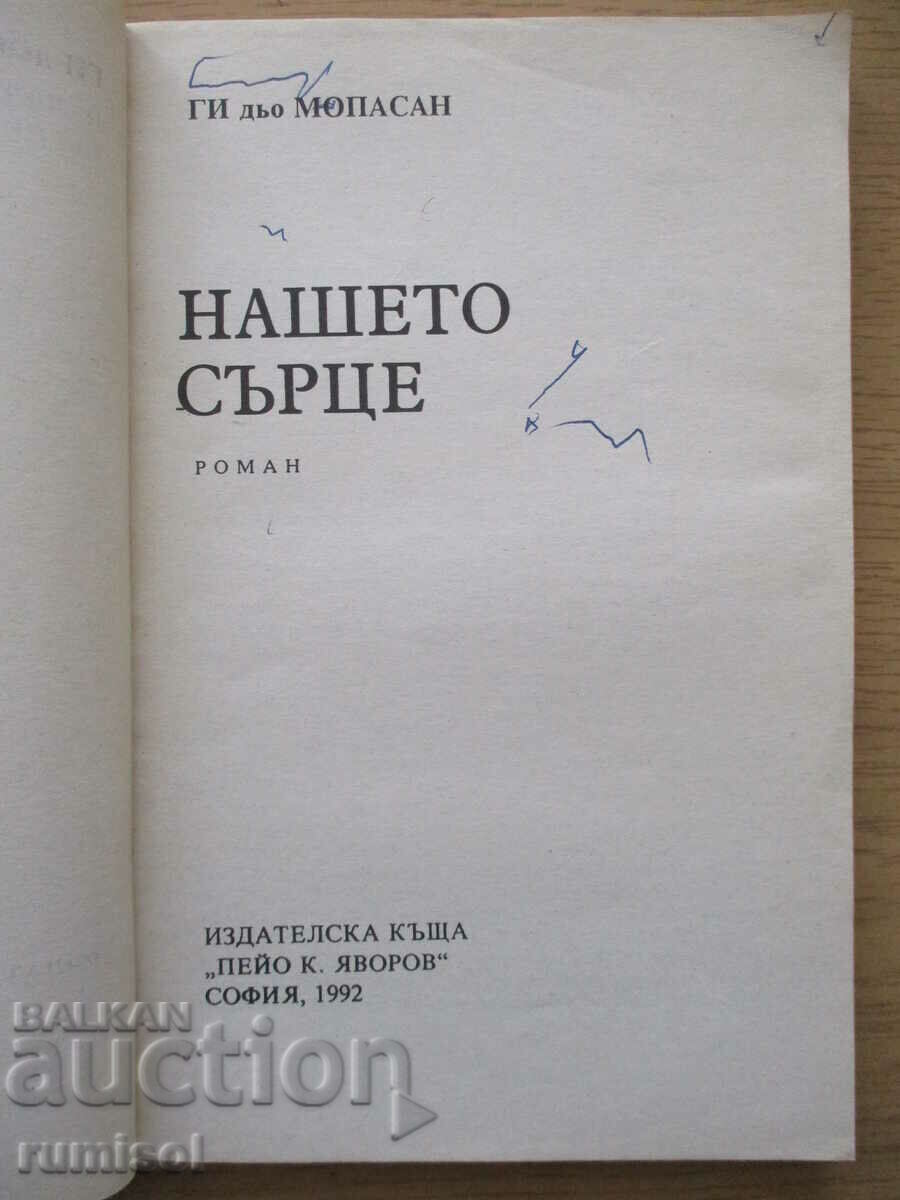 ГИ дьо МОПАСАН
НАШЕТО
СЪРЦЕ
РОМАН
ИЗДАТЕЛСКА КЪЩА
„ПЕЙО К. ЯВОРОВ“
СОФИЯ, 1992
BALKAN
auction
rumisol